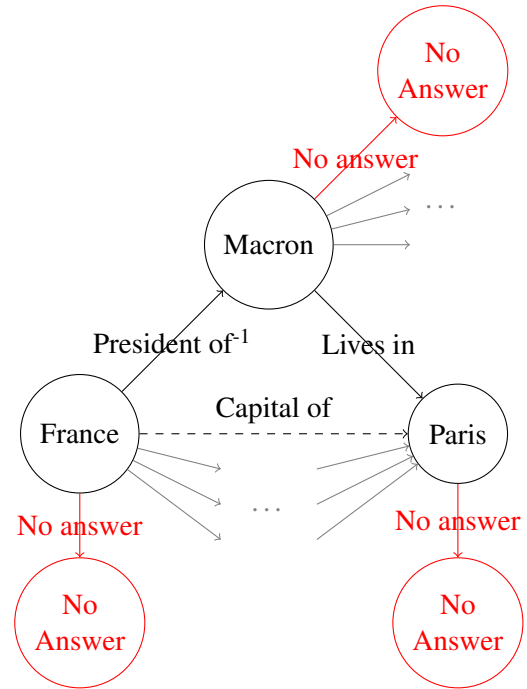 No
Answer
No answer
...
Macron
President of-1
Lives in
France
Capital of
Paris
...
No answer
No answer
No
Answer
No
Answer